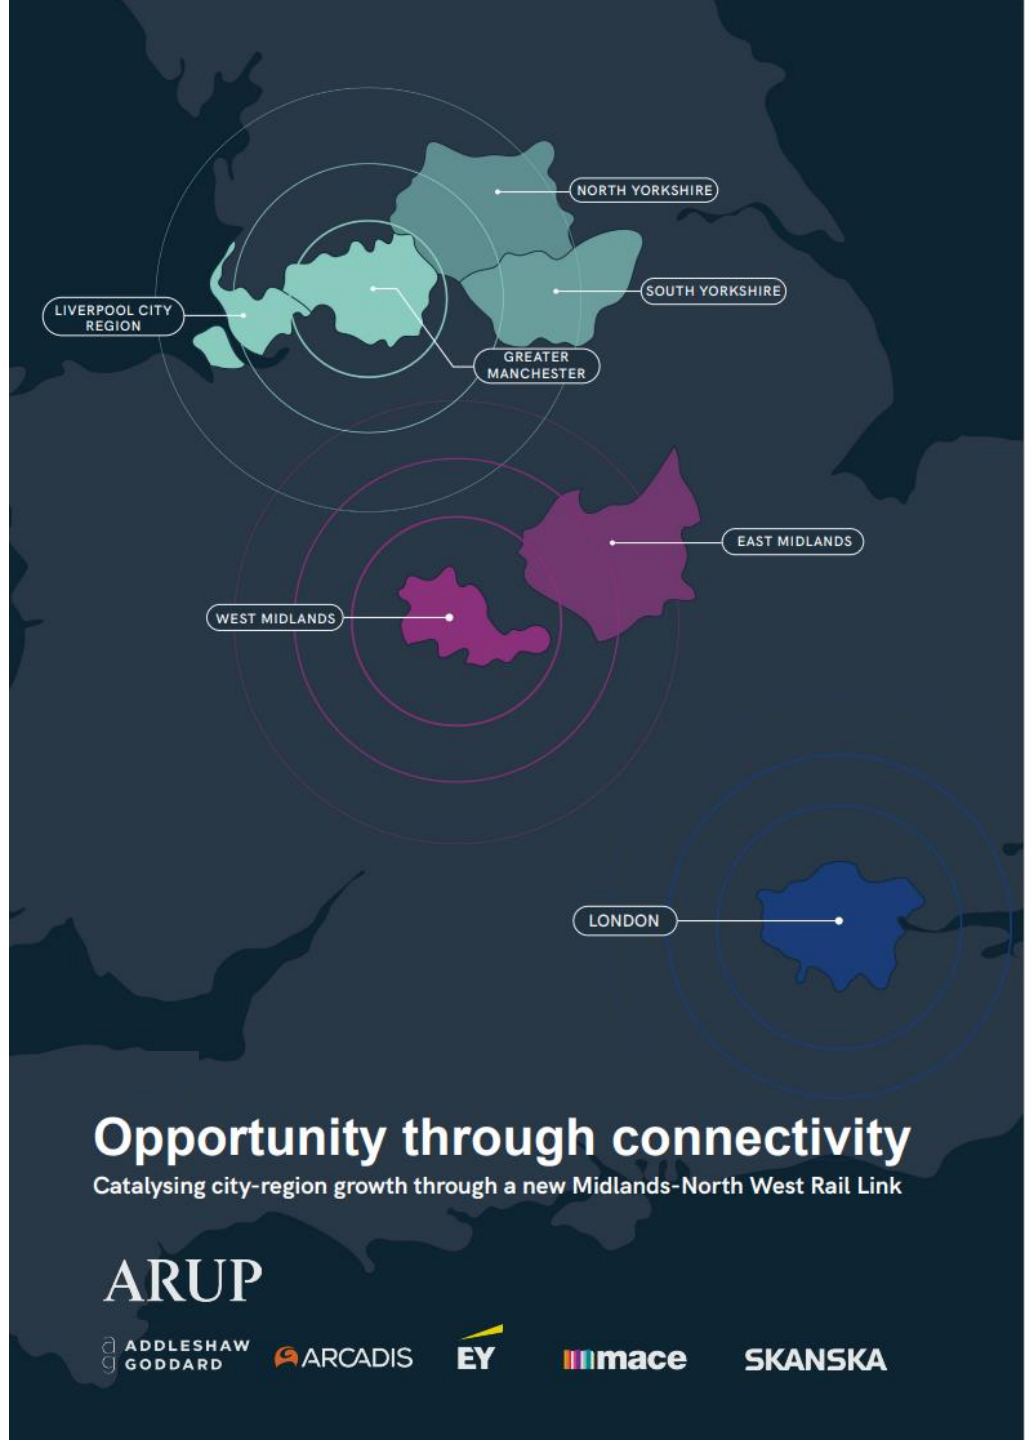 NORTH YORKSHIRE
SOUTH YORKSHIRE
LIVERPOOL CITY
REGION
GREATER
MANCHESTER
EAST MIDLANDS
WEST MIDLANDS
LONDON
Opportunity through connectivity
Catalysing city-region growth through a new Midlands-North West Rail Link
ARUP
ag ADDLESHAW
GODDARD
ARCADIS
EY
mace
SKANSKA